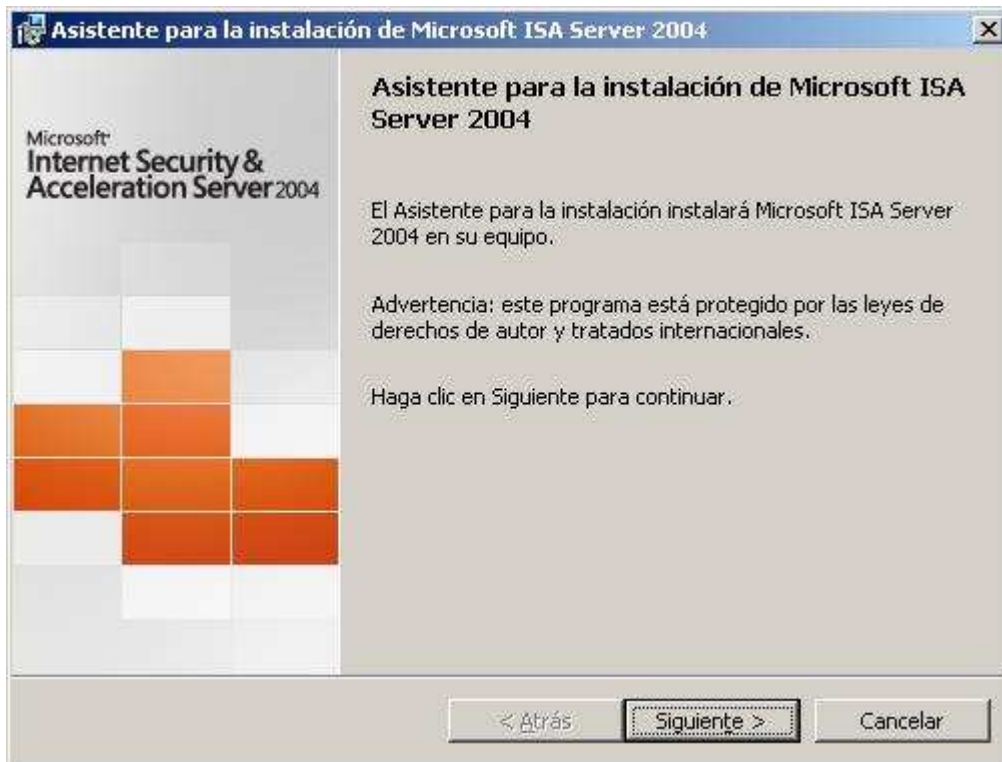 Asistente para la instalación de Microsoft ISA Server 2004
Microsoft
Internet Security &
Acceleration Server 2004
Asistente para la instalación de Microsoft ISA
Server 2004
El Asistente para la instalación instalará Microsoft ISA Server
2004 en su equipo.
Advertencia: este programa está protegido por las leyes de
derechos de autor y tratados internacionales.
Haga clic en Siguiente para continuar.
< Atrás
Siguiente >
Cancelar